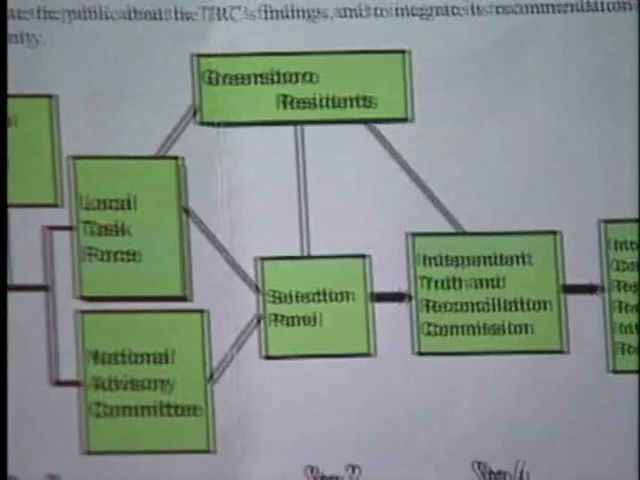 the public about the TRC's findings, and to integrate its recommendation
nity.
Greensboro
Residents
Local
Task
Force
Selection
Panel
Independent
Truth and
Reconciliation
Commission
National
Advisory
Committee